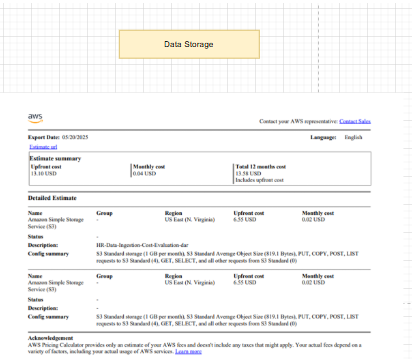 Data Storage
aws
Contact your AWS representative: Contact Sales
Export Date: 05/20/2025 Language: English
Estimate url
Estimate summary
Upfront cost Monthly cost Total 12 months cost
13.10 USD 0.04 USD 13.58 USD
Includes upfront cost
Detailed Estimate
Name Group Region Upfront cost Monthly cost
Amazon Simple Storage Service (S3) - US East (N. Virginia) 6.55 USD 0.02 USD
Status -
Description: HR-Data-Ingestion-Cost-Evaluation-dar
Config summary S3 Standard storage (1 GB per month), S3 Standard Average Object Size (819.1 Bytes), PUT, COPY, POST, LIST
requests to S3 Standard (4), GET, SELECT, and all other requests from S3 Standard (0)
Name Group Region Upfront cost Monthly cost
Amazon Simple Storage Service (S3) - US East (N. Virginia) 6.55 USD 0.02 USD
Status -
Description: -
Config summary S3 Standard storage (1 GB per month), S3 Standard Average Object Size (819.1 Bytes), PUT, COPY, POST, LIST
requests to S3 Standard (4), GET, SELECT, and all other requests from S3 Standard (0)
Acknowledgement
AWS Pricing Calculator provides only an estimate of your AWS fees and doesn't include any taxes that might apply. Your actual fees depend on a
variety of factors, including your actual usage of AWS services. Learn more